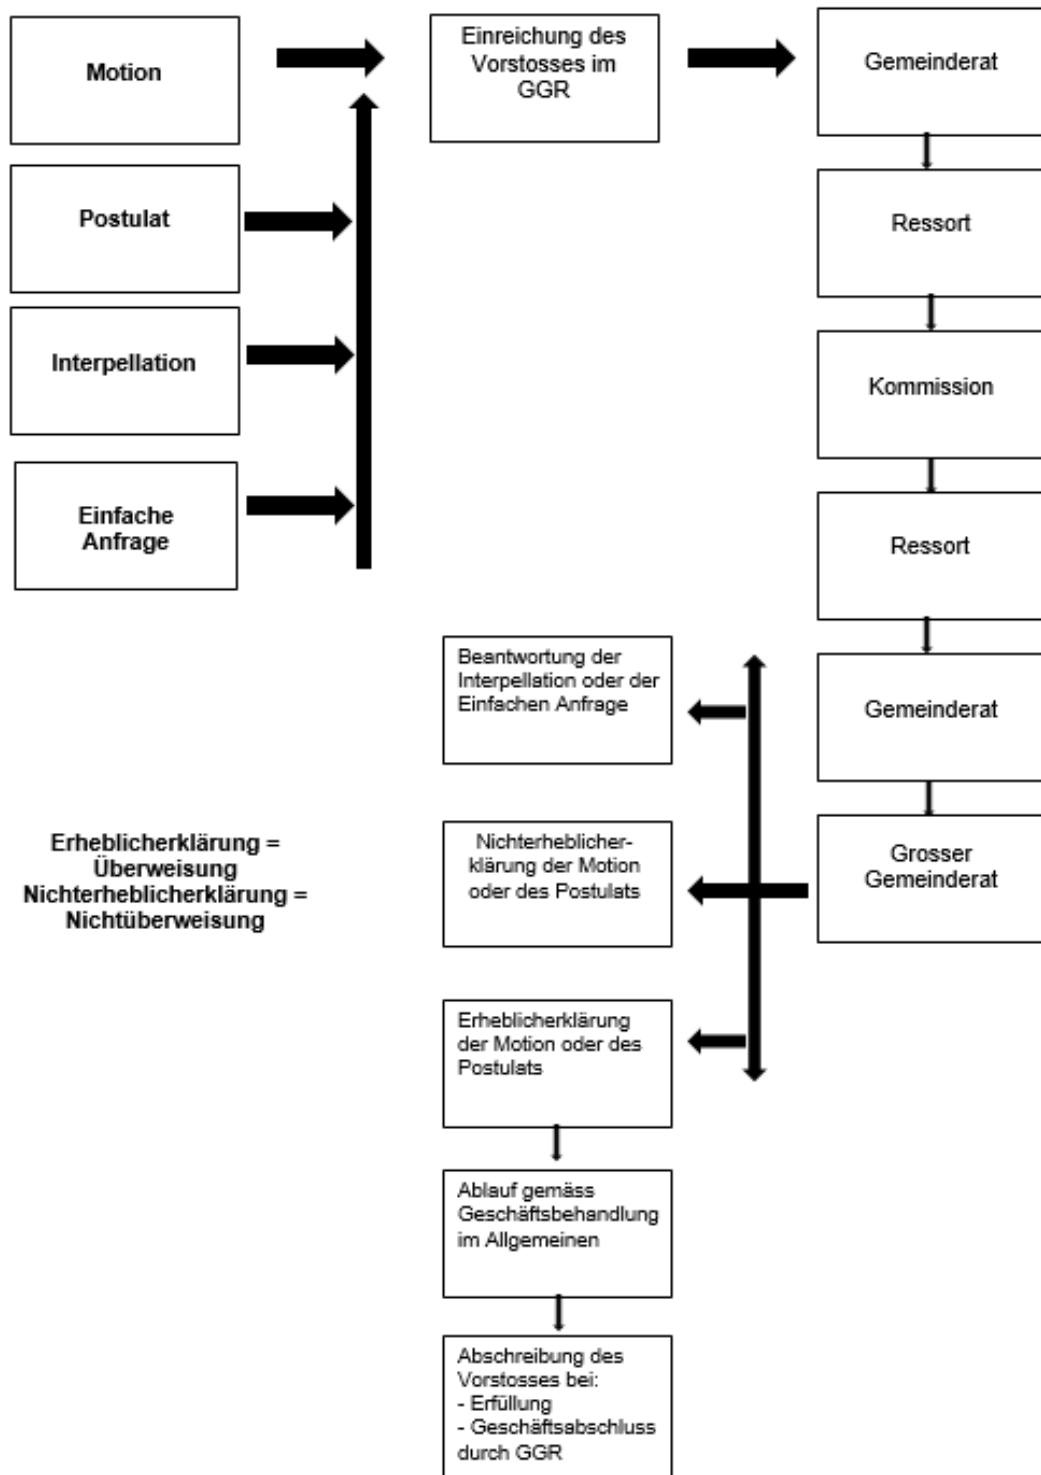 Motion
Einreichung des
Vorstosses im
GGR
Gemeinderat
Postulat
Ressort
Interpellation
Kommission
Einfache
Anfrage
Ressort
Beantwortung der
Interpellation oder der
Einfachen Anfrage
Gemeinderat
Erheblicherklärung =
Überweisung
Nichterheblicherklärung =
Nichtüberweisung
Nichterheblicher-
klärung der Motion
oder des Postulats
Grosser
Gemeinderat
Erheblicherklärung
der Motion oder des
Postulats
Ablauf gemäss
Geschäftsbehandlung
im Allgemeinen
Abschreibung des
Vorstosses bei:
- Erfüllung
- Geschäftsabschluss
durch GGR